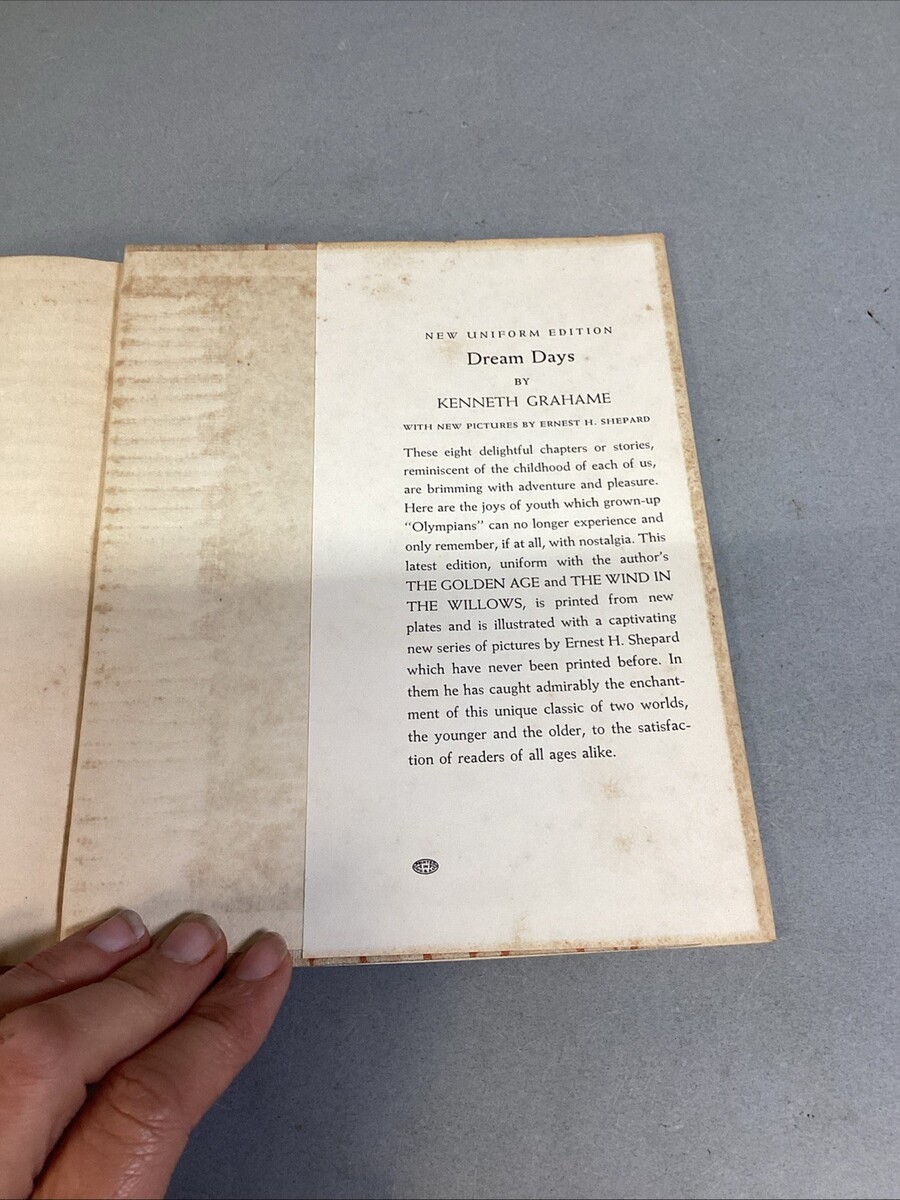 NEW UNIFORM EDITION
Dream Days
BY
KENNETH GRAHAME
WITH NEW PICTURES BY ERNEST H. SHEPARD
These eight delightful chapters or stories,
reminiscent of the childhood of each of us,
are brimming with adventure and pleasure.
Here are the joys of youth which grown-up
"Olympians" can no longer experience and
only remember, if at all, with nostalgia. This
latest edition, uniform with the author's
THE GOLDEN AGE and THE WIND IN
THE WILLOWS, is printed from new
plates and is illustrated with a captivating
new series of pictures by Ernest H. Shepard
which have never been printed before. In
them he has caught admirably the enchant-
ment of this unique classic of two worlds,
the younger and the older, to the satisfac-
tion of readers of all ages alike.